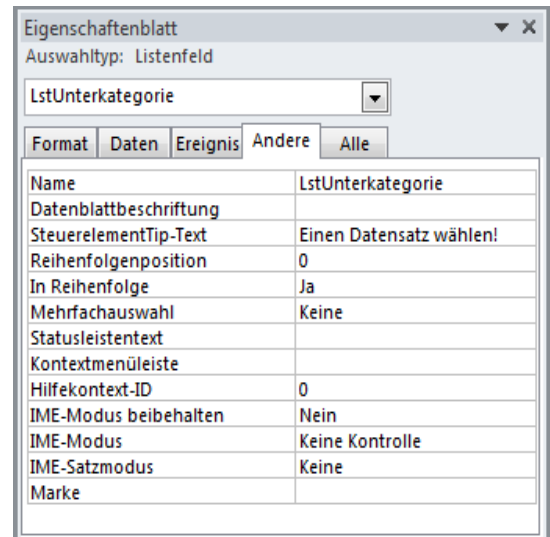 Eigenschaftenblatt
Auswahltyp: Listenfeld
LstUnterkategorie
Format Daten Ereignis Andere Alle
Name LstUnterkategorie
Datenblattbeschriftung
SteuerelementTip-Text Einen Datensatz wählen!
Reihenfolgenposition 0
In Reihenfolge Ja
Mehrfachauswahl Keine
Statusleistentext
Kontextmenüleiste
Hilfekontext-ID 0
IME-Modus beibehalten Nein
IME-Modus Keine Kontrolle
IME-Satzmodus Keine
Marke